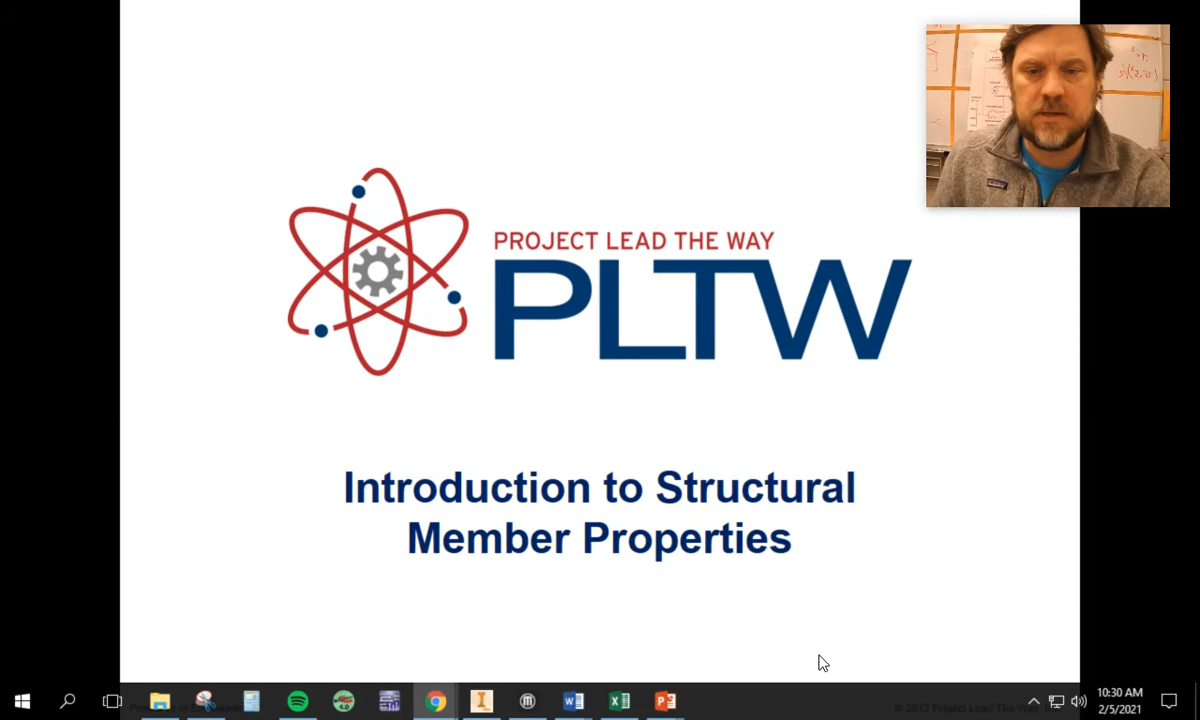 PROJECT LEAD THE WAY
PLTW
Introduction to Structural
Member Properties
10:30 AM
2/5/2021